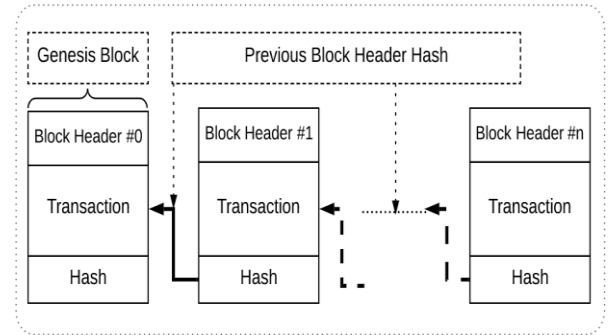 Genesis Block
Previous Block Header Hash
Block Header #0
Block Header #1
Block Header #n
Transaction
Transaction
Transaction
Hash
Hash
Hash